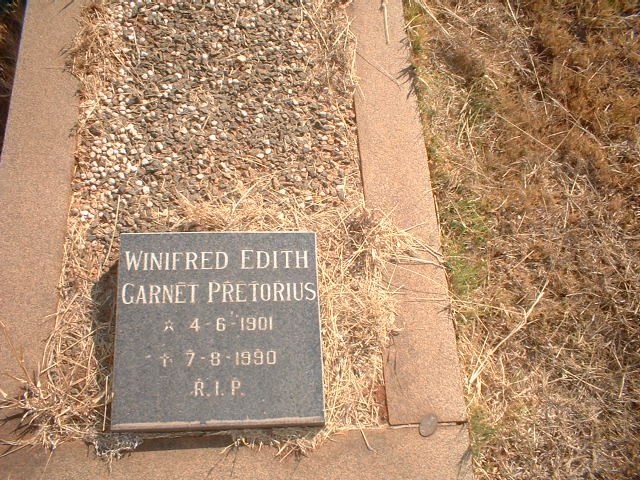 WINIFRED EDITH
GARNET PRETORIUS
* 4-6-1901
✝ 7-8-1990
R.I.P.